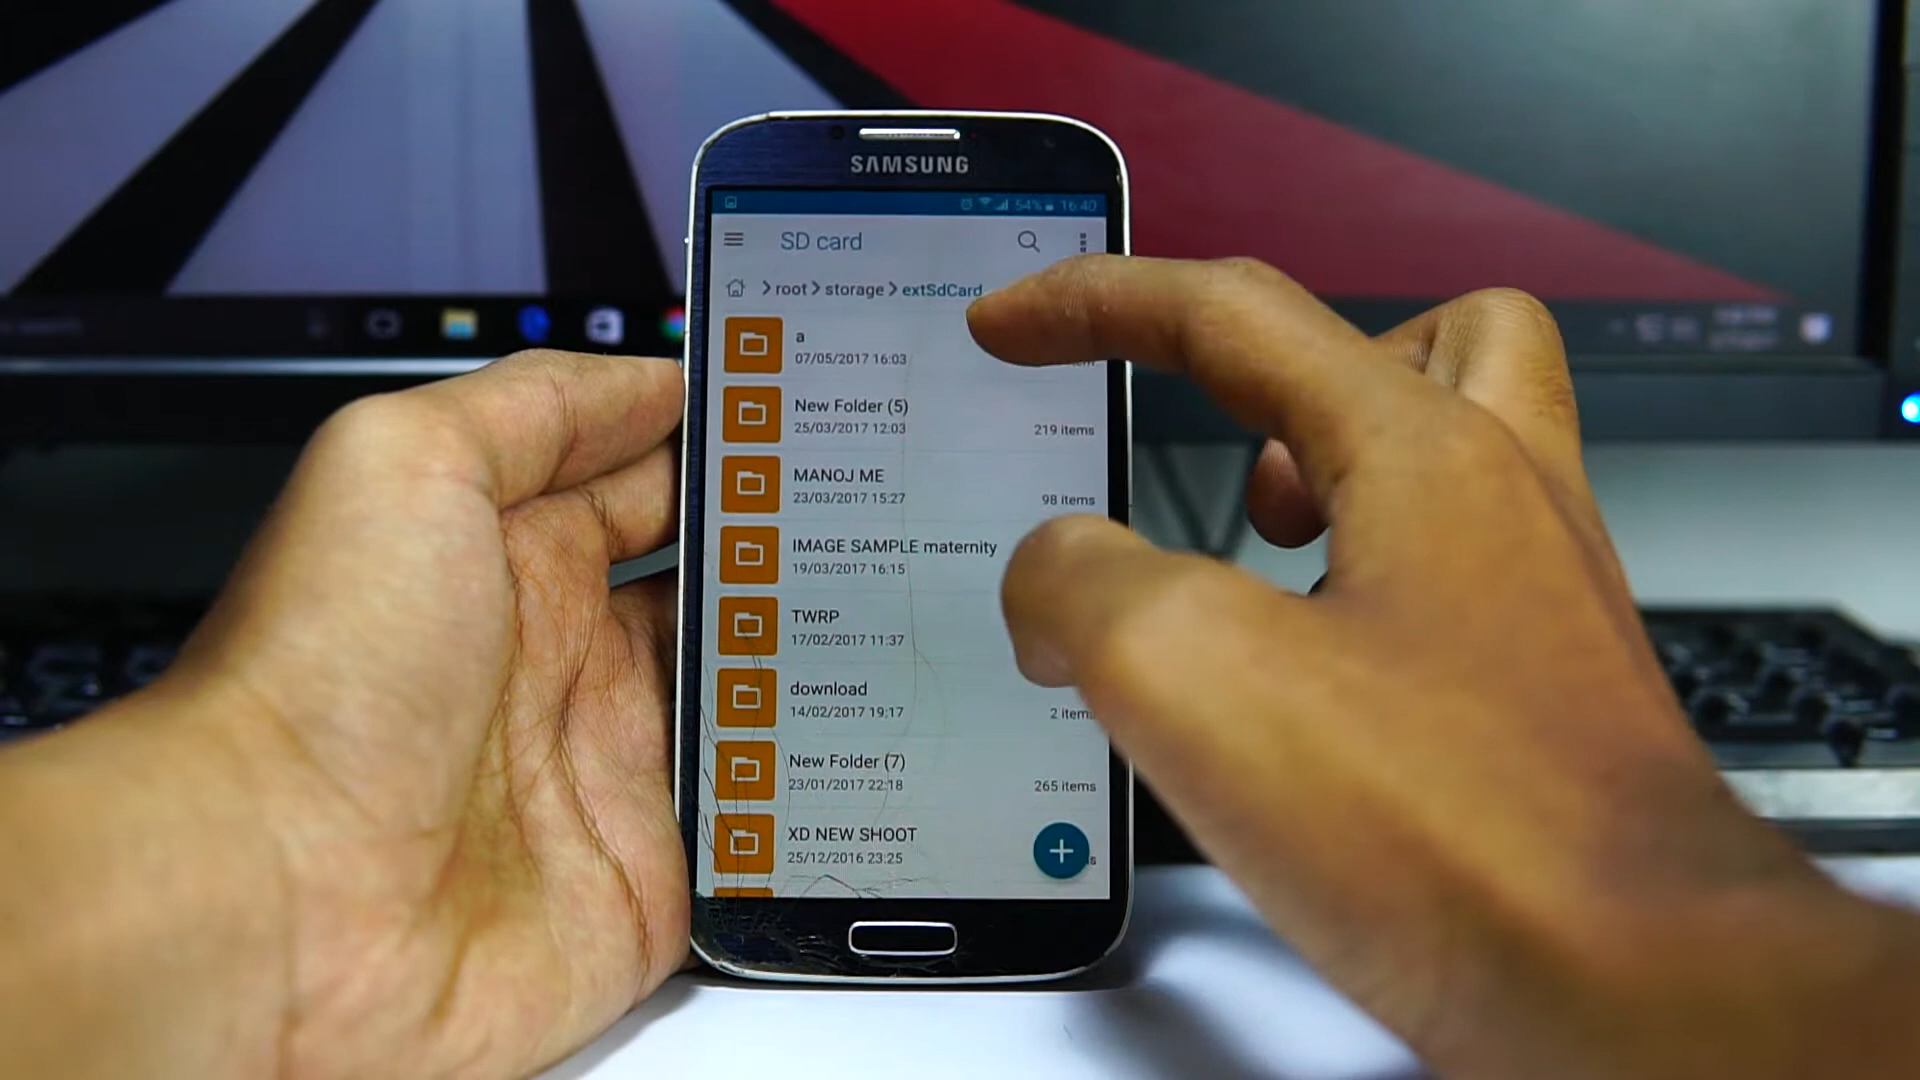 SAMSUNG
54% 16:40
SD card
root storage extSdCard
a
07/05/2017 16:03
New Folder (5)
25/03/2017 12:03
219 items
MANOJ ME
23/03/2017 15:27
98 items
IMAGE SAMPLE maternity
19/03/2017 16:15
TWRP
17/02/2017 11:37
download
14/02/2017 19:17
2 items
New Folder (7)
23/01/2017 22:18
265 items
XD NEW SHOOT
25/12/2016 23:25